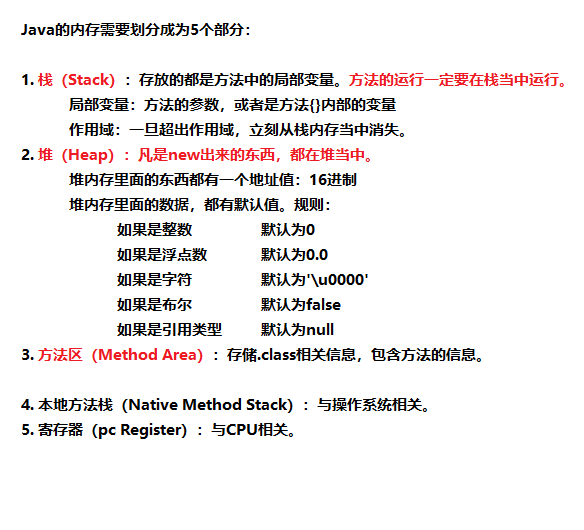 Java的内存需要划分成为5个部分：
1. 栈（Stack）：存放的都是方法中的局部变量。方法的运行一定要在栈当中运行。
局部变量：方法的参数，或者是方法{}内部的变量
作用域：一旦超出作用域，立刻从栈内存当中消失。
2. 堆（Heap）：凡是new出来的东西，都在堆当中。
堆内存里面的东西都有一个地址值：16进制
堆内存里面的数据，都有默认值。规则：
如果是整数 默认为0
如果是浮点数 默认为0.0
如果是字符 默认为'\u0000'
如果是布尔 默认为false
如果是引用类型 默认为null
3. 方法区（Method Area）：存储.class相关信息，包含方法的信息。
4. 本地方法栈（Native Method Stack）：与操作系统相关。
5. 寄存器（pc Register）：与CPU相关。